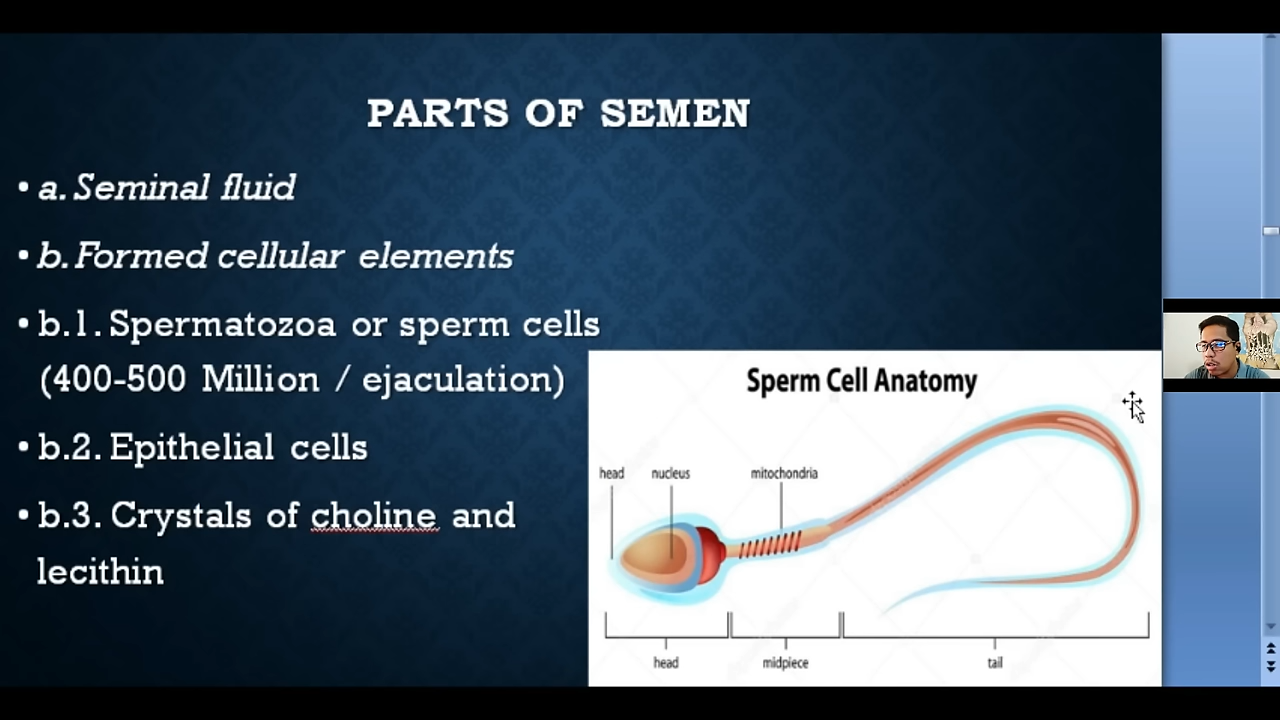 PARTS OF SEMEN
• a. Seminal fluid
• b. Formed cellular elements
• b.1. Spermatozoa or sperm cells
(400-500 Million / ejaculation)
• b.2. Epithelial cells
• b.3. Crystals of choline and
lecithin
Sperm Cell Anatomy
head nucleus mitochondria
head midpiece tail